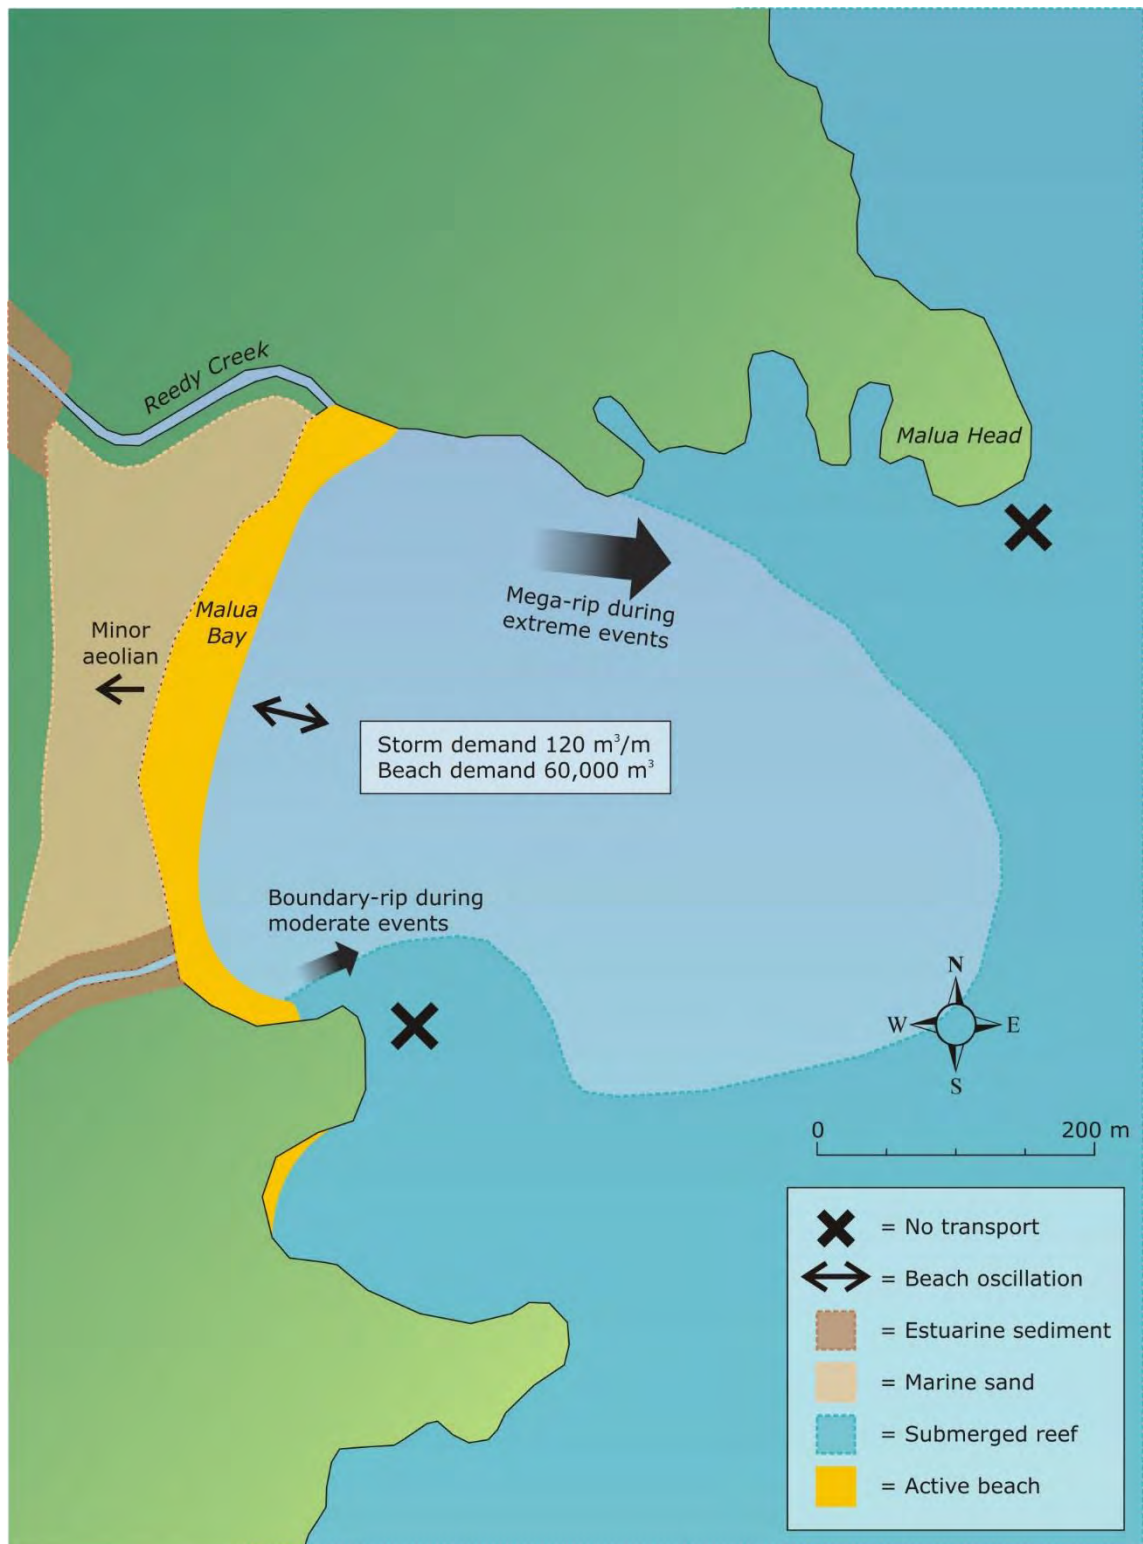 Reedy Creek
Malua Head
Malua
Bay
Mega-rip during
extreme events
Minor
aeolian
Storm demand 120 m³/m
Beach demand 60,000 m³
Boundary-rip during
moderate events
N
W E
S
0 200 m
= No transport
= Beach oscillation
= Estuarine sediment
= Marine sand
= Submerged reef
= Active beach